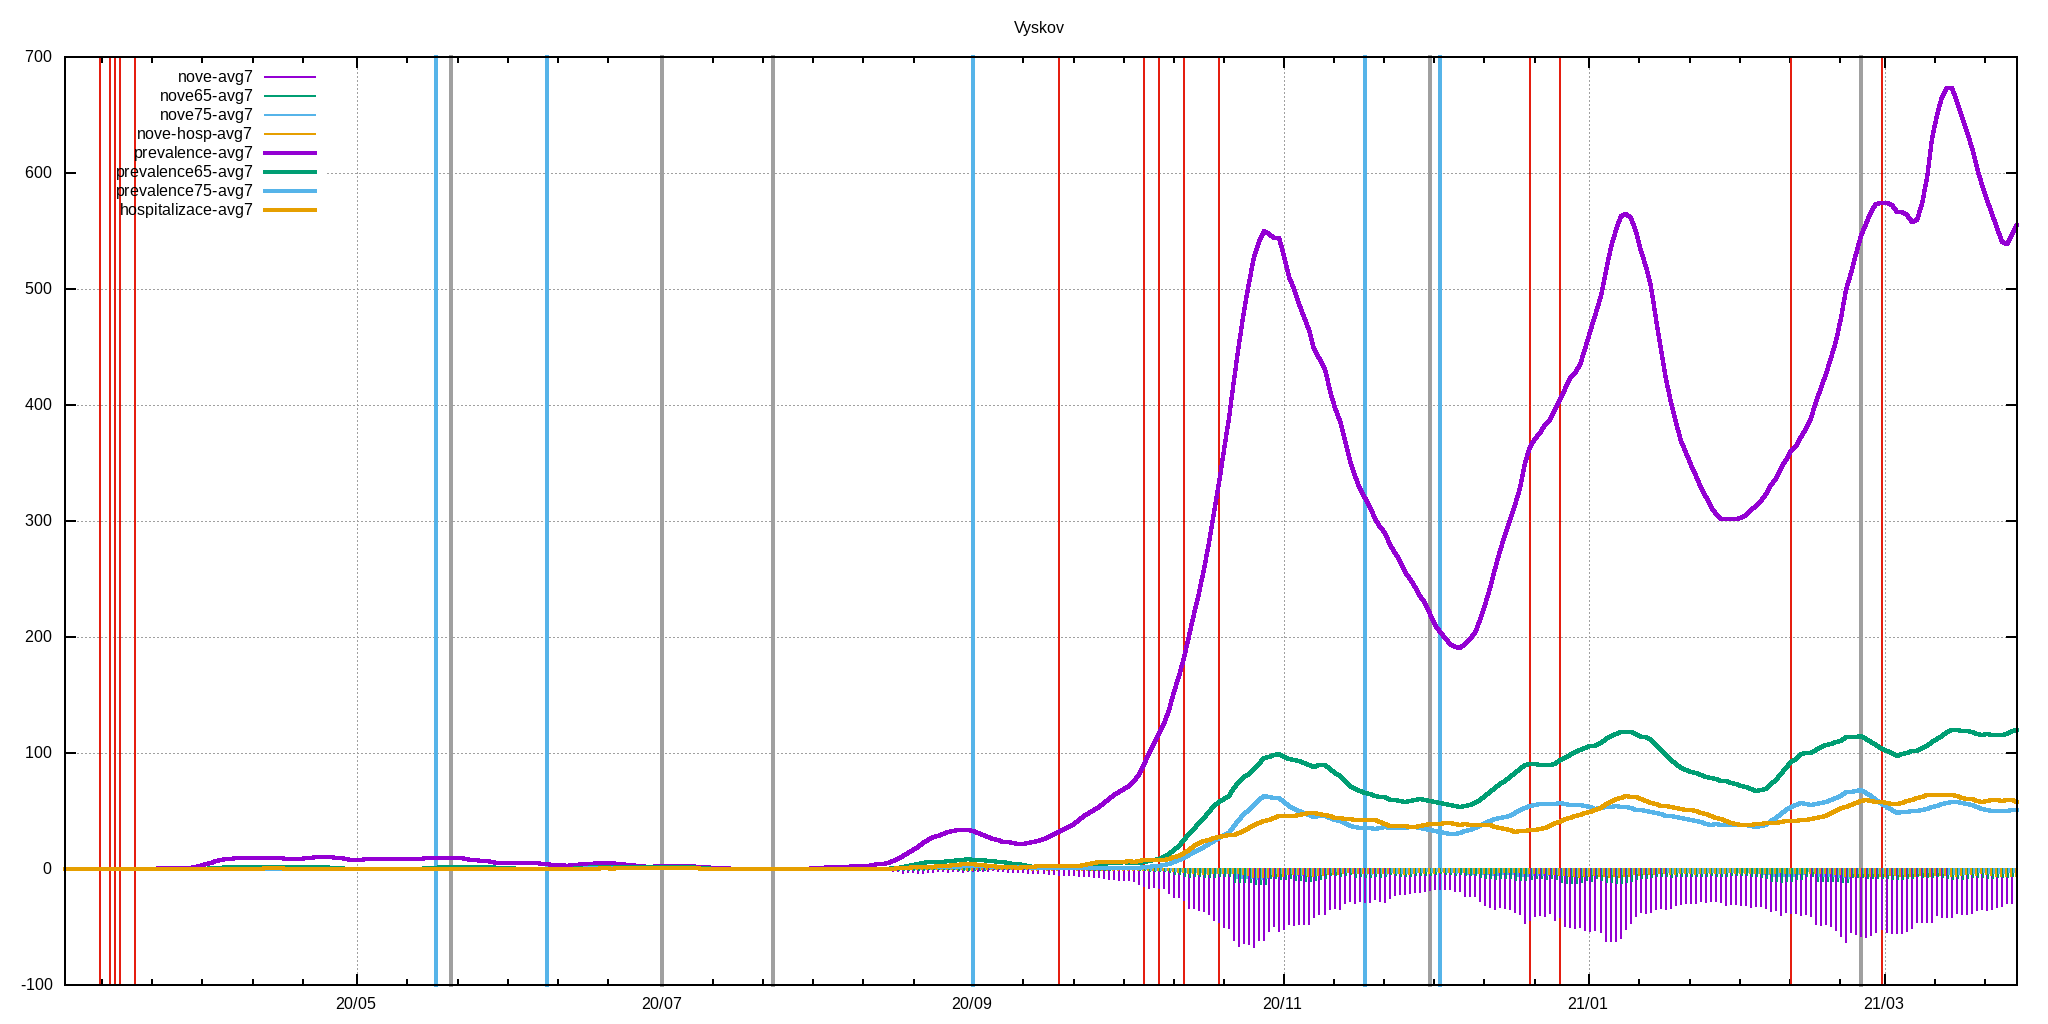 Vyskov
700
600
500
400
300
200
100
0
-100
nove-avg7
nove65-avg7
nove75-avg7
nove-hosp-avg7
prevalence-avg7
prevalence65-avg7
prevalence75-avg7
hospitalizace-avg7
20/05 20/07 20/09 20/11 21/01 21/03